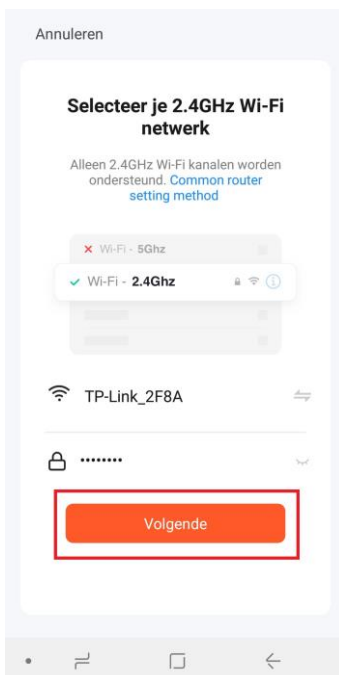 Annuleren
Selecteer je 2.4GHz Wi-Fi
netwerk
Alleen 2.4GHz Wi-Fi kanalen worden
ondersteund. Common router
setting method
Wi-Fi - 5Ghz
Wi-Fi - 2.4Ghz
TP-Link_2F8A
••••••••
Volgende